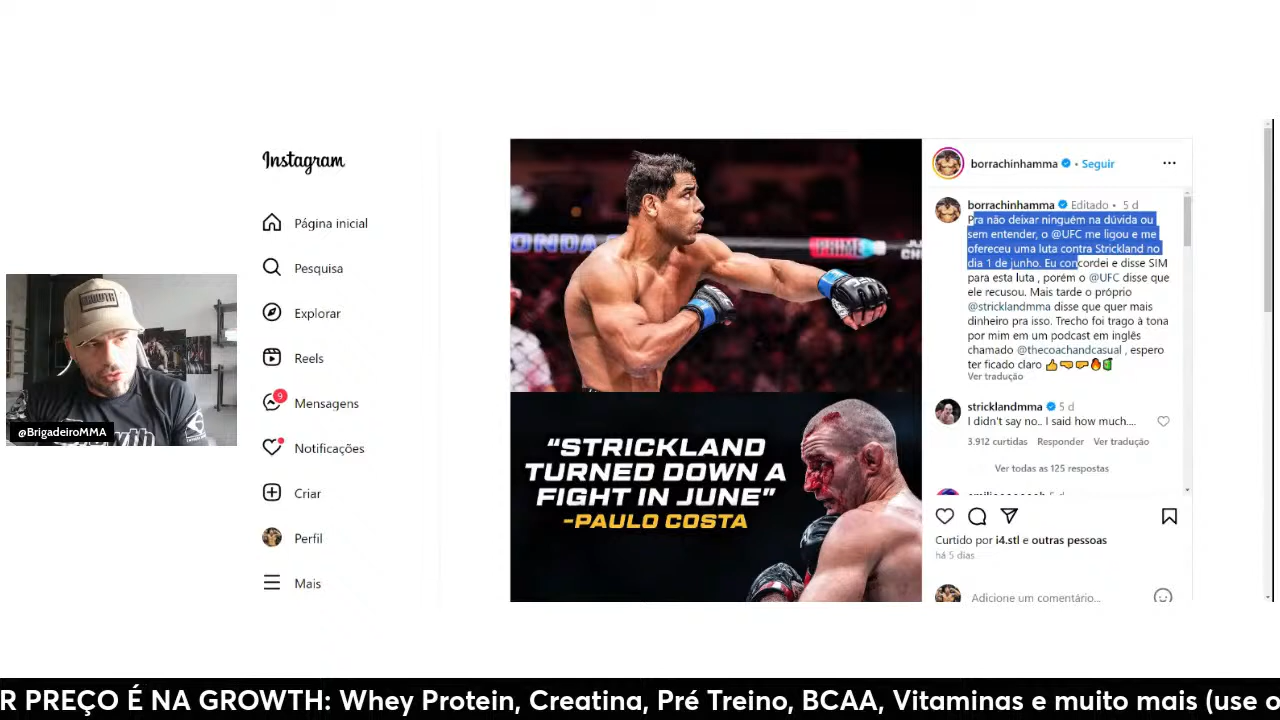 Instagram
Página inicial
Pesquisa
Explorar
Reels
9
Mensagens
Notificações
Criar
Perfil
Mais
GROWTH
@BrigadeiroMMA
PRIME
"STRICKLAND
TURNED DOWN A
FIGHT IN JUNE"
-PAULO COSTA
borrachinhamma • Seguir
borrachinhamma Editado • 5 d
Pra não deixar ninguém na dúvida ou
sem entender, o @UFC me ligou e me
ofereceu uma luta contra Strickland no
dia 1 de junho. Eu concordei e disse SIM
para esta luta , porém o @UFC disse que
ele recusou. Mais tarde o próprio
@stricklandmma disse que quer mais
dinheiro pra isso. Trecho foi trago à tona
por mim em um podcast em inglês
chamado @thecoachandcasual , espero
ter ficado claro 👍🤜🤛🔥🧃
Ver tradução
stricklandmma 5 d
I didn't say no.. I said how much....
3.912 curtidas Responder Ver tradução
Ver todas as 125 respostas
Curtido por i4.stl e outras pessoas
há 5 dias
Adicione um comentário...
R PREÇO É NA GROWTH: Whey Protein, Creatina, Pré Treino, BCAA, Vitaminas e muito mais (use o